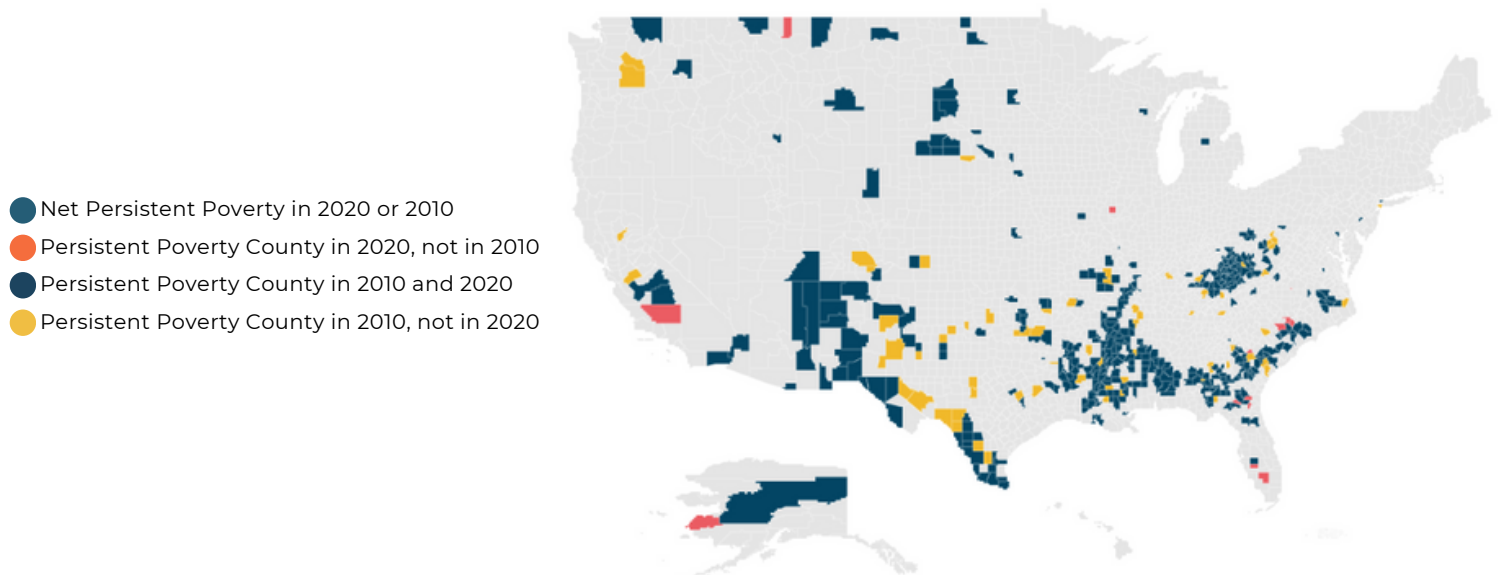 Net Persistent Poverty in 2020 or 2010
Persistent Poverty County in 2020, not in 2010
Persistent Poverty County in 2010 and 2020
Persistent Poverty County in 2010, not in 2020